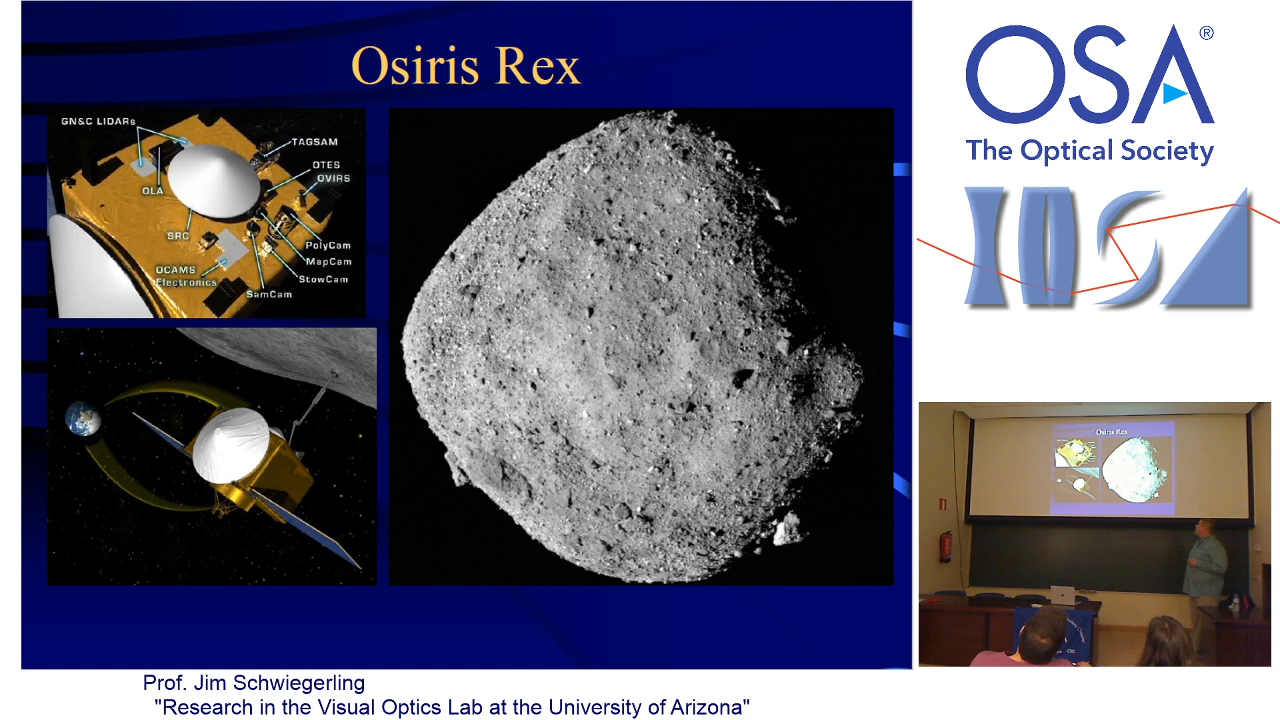 Osiris Rex
GN&C LIDARs
TAGSAM
OTES
OVIRS
OLA
SRC
PolyCam
MapCam
OCAMS
Electronics
StowCam
SamCam
OSA®
The Optical Society
IOSA
Osiris Rex
Prof. Jim Schwiegerling
"Research in the Visual Optics Lab at the University of Arizona"